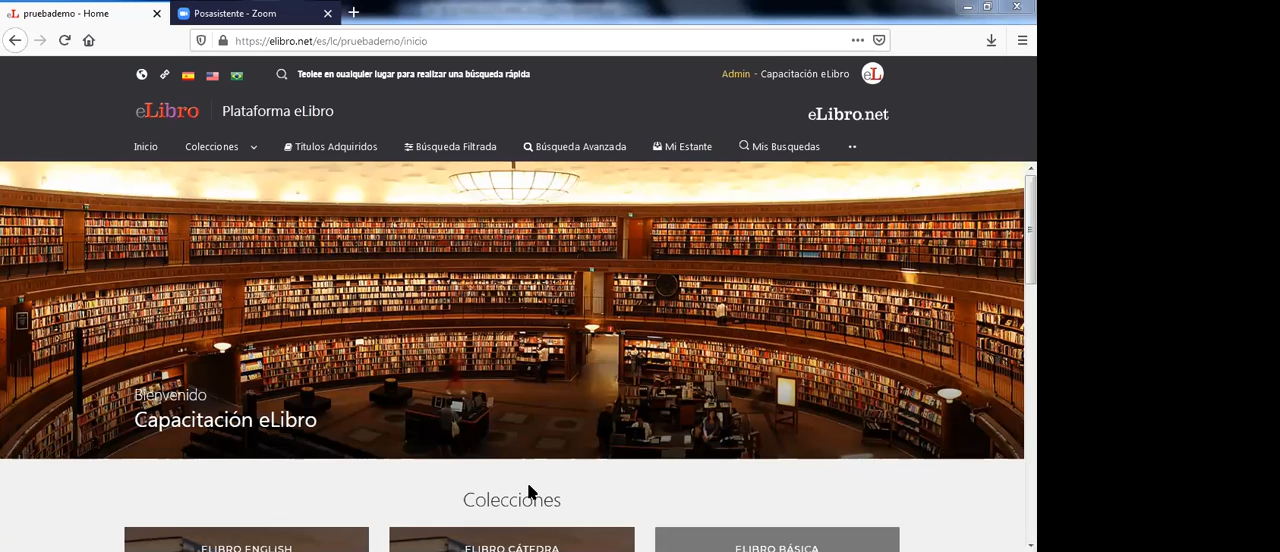 eL pruebademo - Home
Posasistente - Zoom
https://elibro.net/es/lc/pruebademo/inicio
Teclee en cualquier lugar para realizar una búsqueda rápida
Admin - Capacitación eLibro
eL
eLibro
Plataforma eLibro
eLibro.net
Inicio
Colecciones
Títulos Adquiridos
Búsqueda Filtrada
Búsqueda Avanzada
Mi Estante
Mis Busquedas
Bienvenido
Capacitación eLibro
Colecciones
ELIBRO ENGLISH
ELIBRO CÁTEDRA
ELIBRO BÁSICA